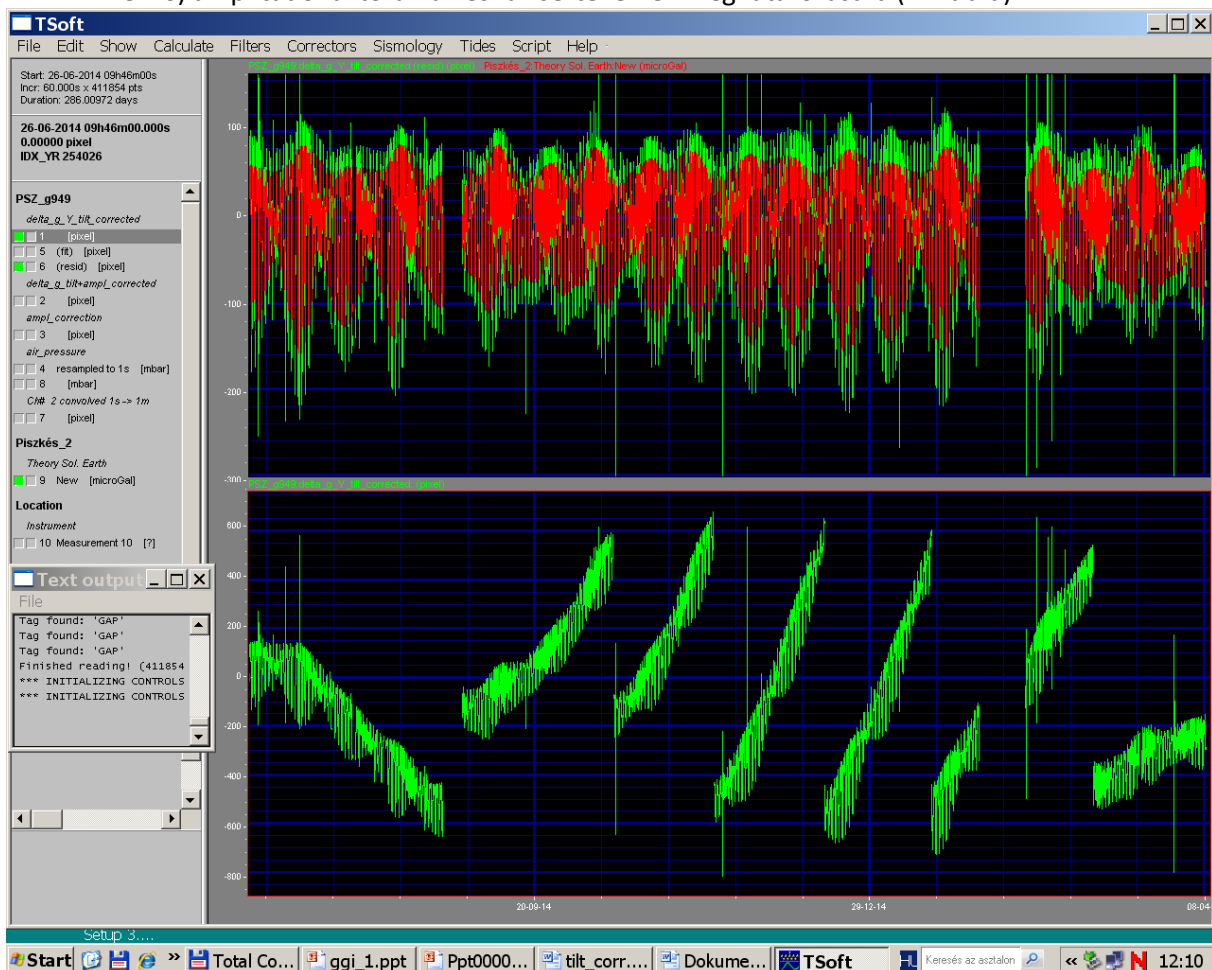 TSoft
File Edit Show Calculate Filters Correctors Sismology Tides Script Help
Start: 26-06-2014 09h46m00s
Incr: 60.000s x 411854 pts
Duration: 286.00972 days
26-06-2014 09h46m00.000s
0.00000 pixel
IDX_YR 254026
PSZ_g949
delta_g_Y_tilt_corrected
1 [pixel]
5 (fit) [pixel]
6 (resid) [pixel]
delta_g_tilt+ampl_corrected
2 [pixel]
ampl_correction
3 [pixel]
air_pressure
4 resampled to 1s [mbar]
8 [mbar]
Ch# 2 convolved 1s-> 1m
7 [pixel]
Piszkés_2
Theory Sol. Earth
9 New [microGal]
Location
Instrument
10 Measurement 10 [?]
PSZ_g949:delta_g_Y_tilt_corrected (resid) (pixel) Piszkés_2:Theory Sol. Earth:New (microGal)
100
0
-100
-200
-300
PSZ_g949:delta_g_Y_tilt_corrected (pixel)
600
400
200
0
-200
-400
-600
-800
20-09-14
29-12-14
08-04
Text output
File
Tag found: 'GAP'
Tag found: 'GAP'
Tag found: 'GAP'
Finished reading! (411854
*** INITIALIZING CONTROLS
*** INITIALIZING CONTROLS
Setup 3....
Start
Total Co...
ggi_1.ppt
Ppt0000...
tilt_corr....
Dokume...
TSoft
Keresés az asztalon
12:10